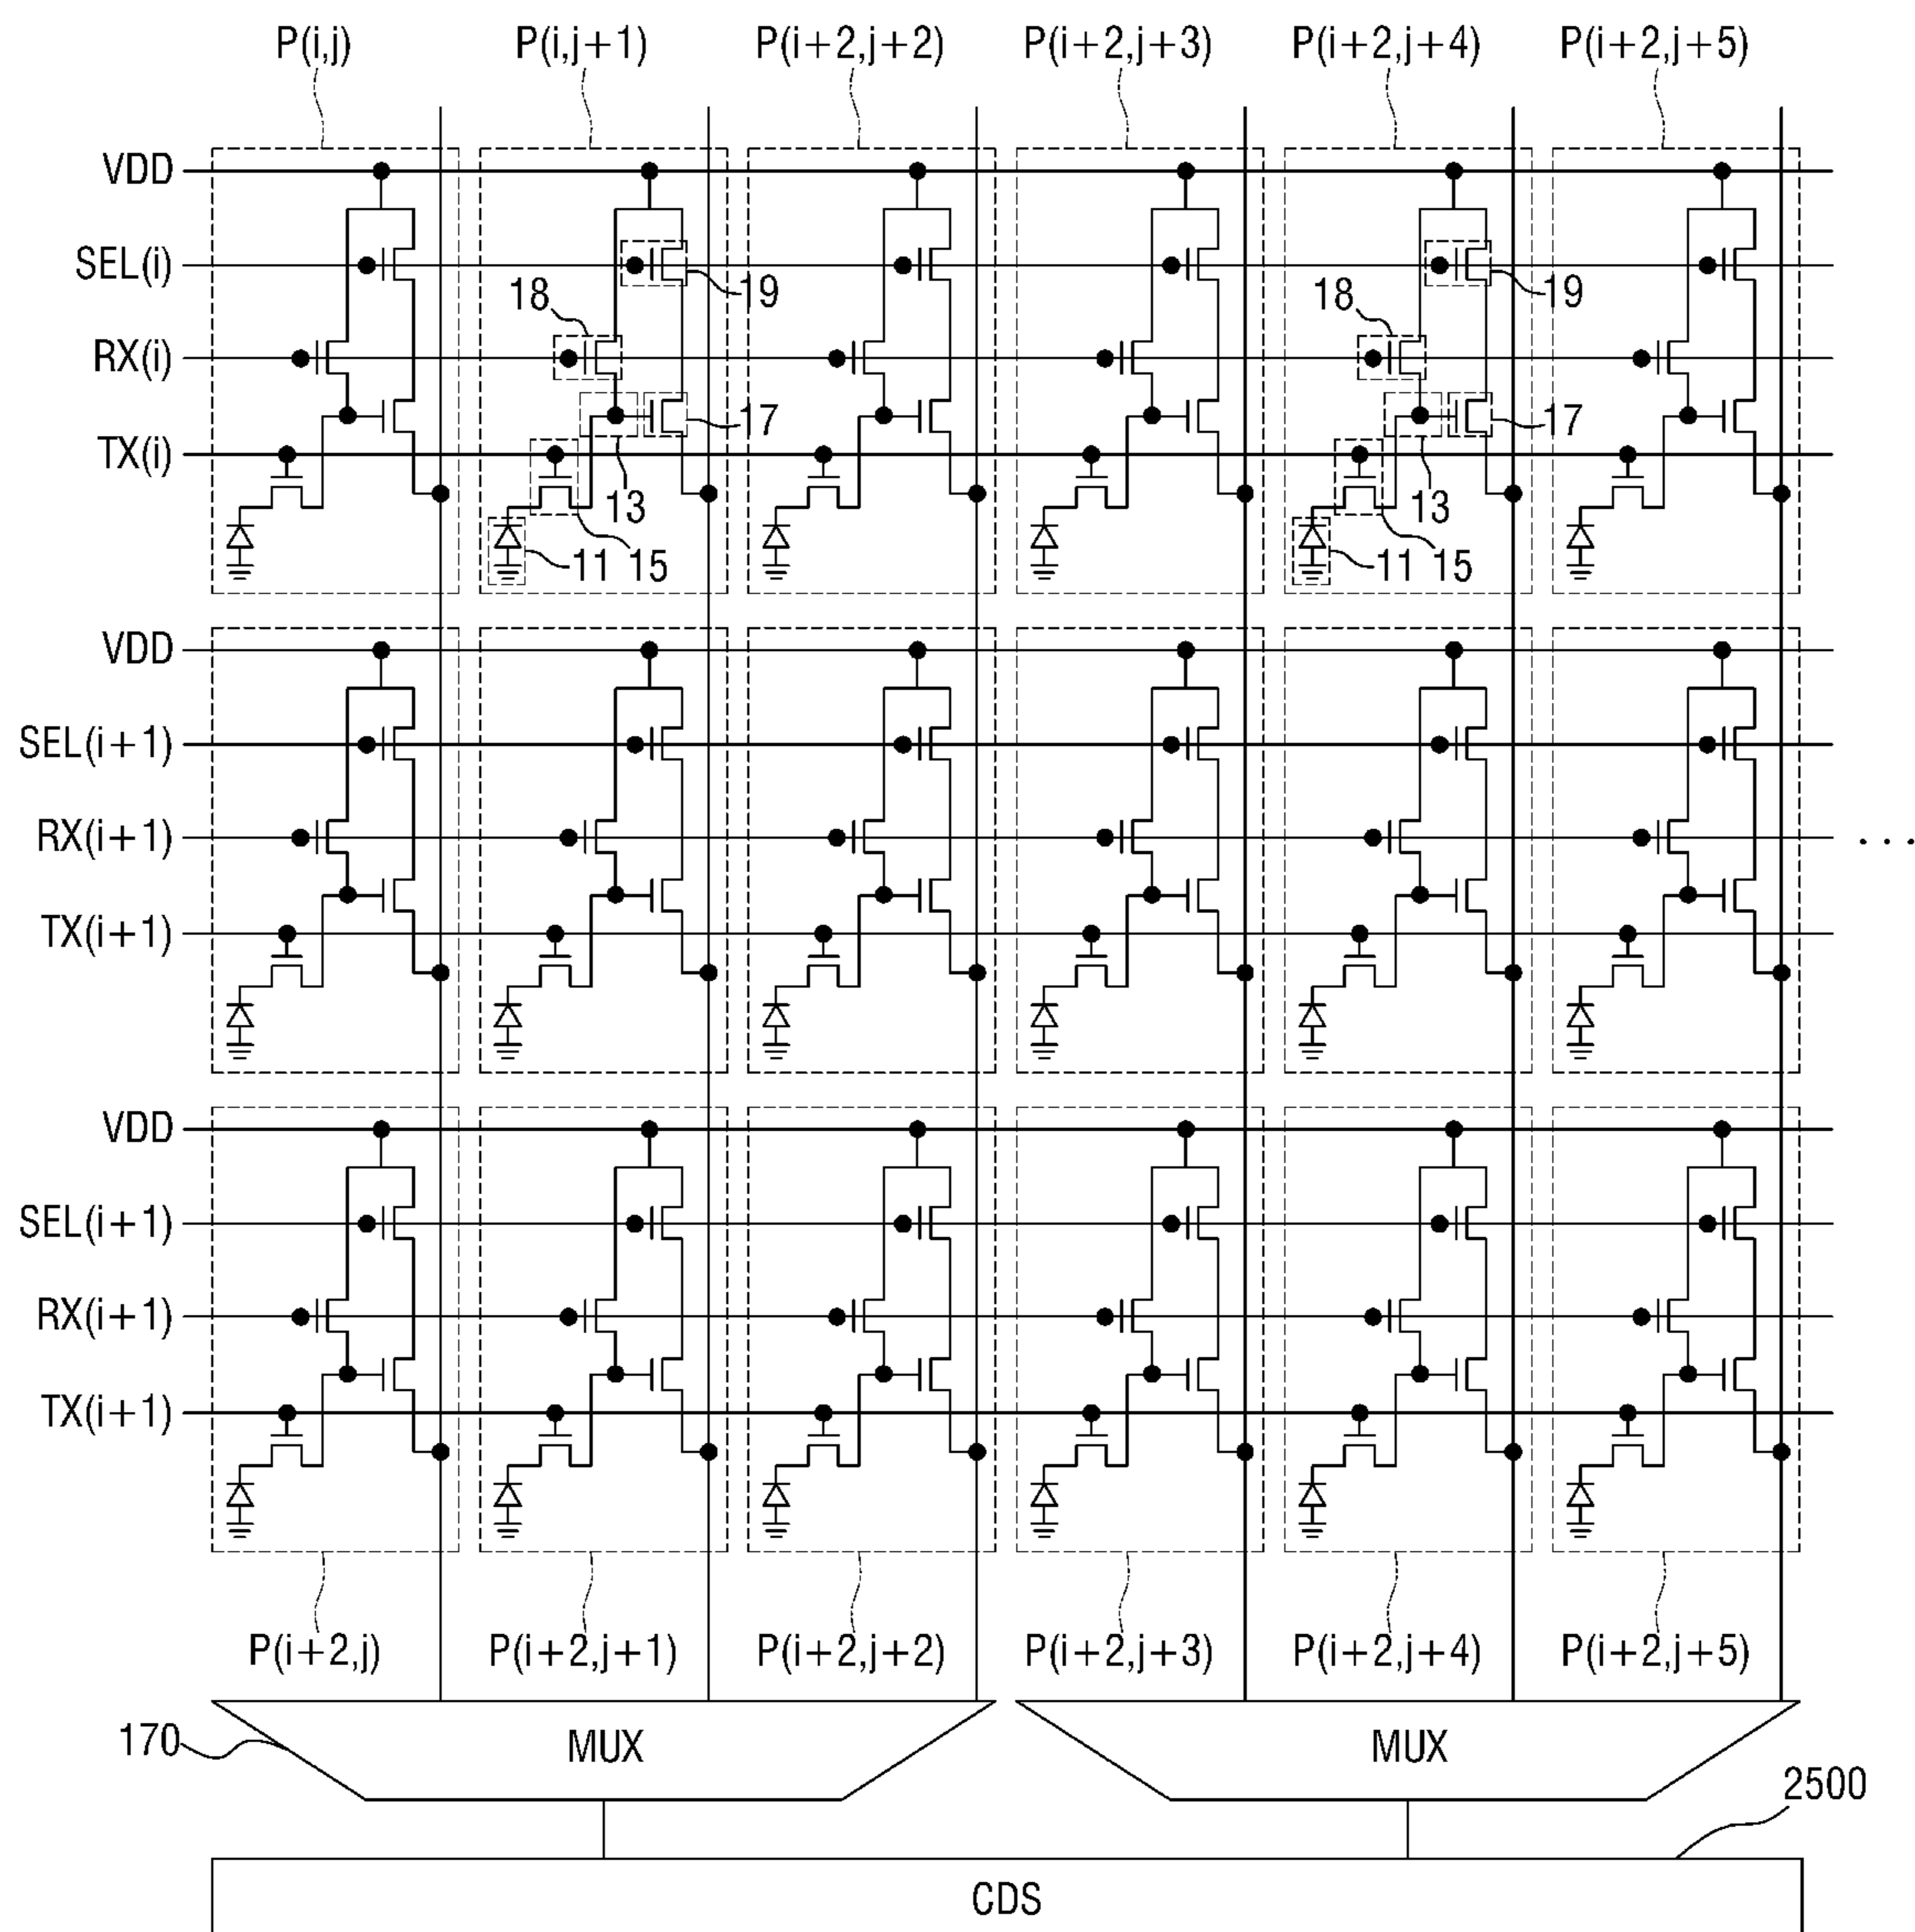 P(i,j) P(i,j+1) P(i+2,j+2) P(i+2,j+3) P(i+2,j+4) P(i+2,j+5)
VDD
SEL(i)
18 19 18 19
RX(i)
17 17
TX(i)
13 13
11 15 11 15
VDD
SEL(i+1)
RX(i+1) ...
TX(i+1)
VDD
SEL(i+1)
RX(i+1)
TX(i+1)
P(i+2,j) P(i+2,j+1) P(i+2,j+2) P(i+2,j+3) P(i+2,j+4) P(i+2,j+5)
170 MUX MUX
2500
CDS